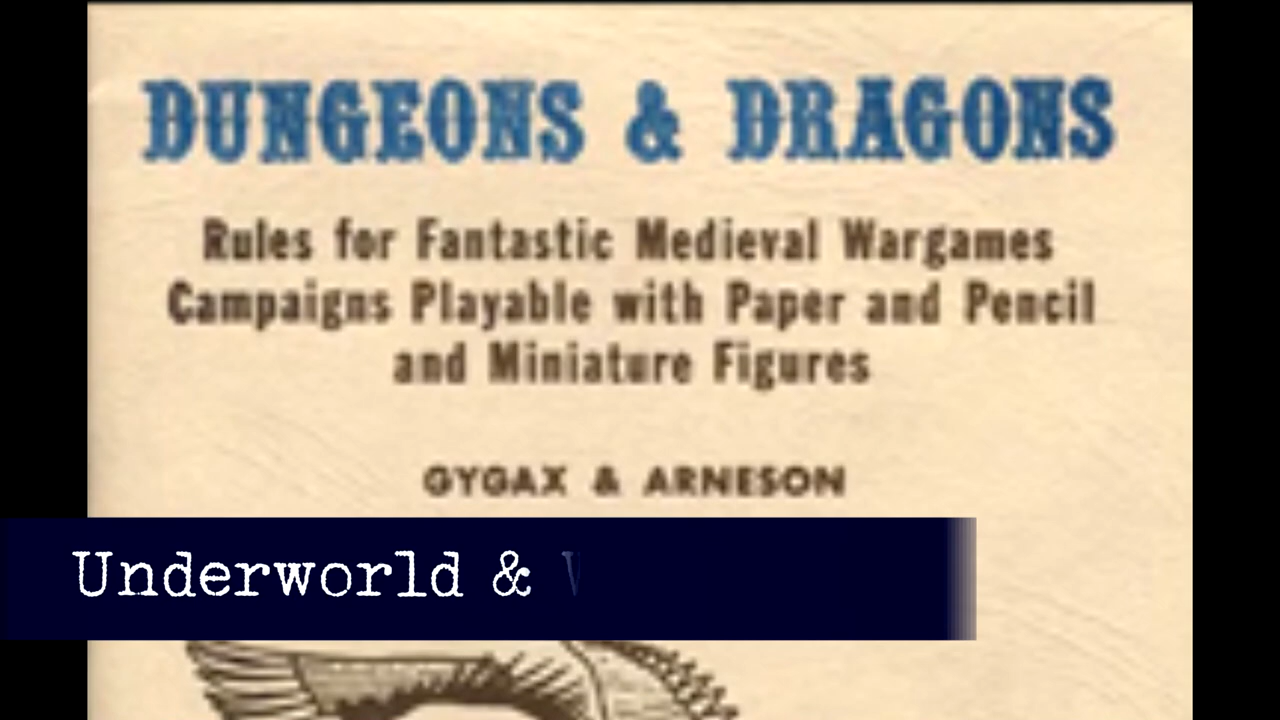 DUNGEONS & DRAGONS
Rules for Fantastic Medieval Wargames
Campaigns Playable with Paper and Pencil
and Miniature Figures
GYGAX & ARNESON
Underworld & V